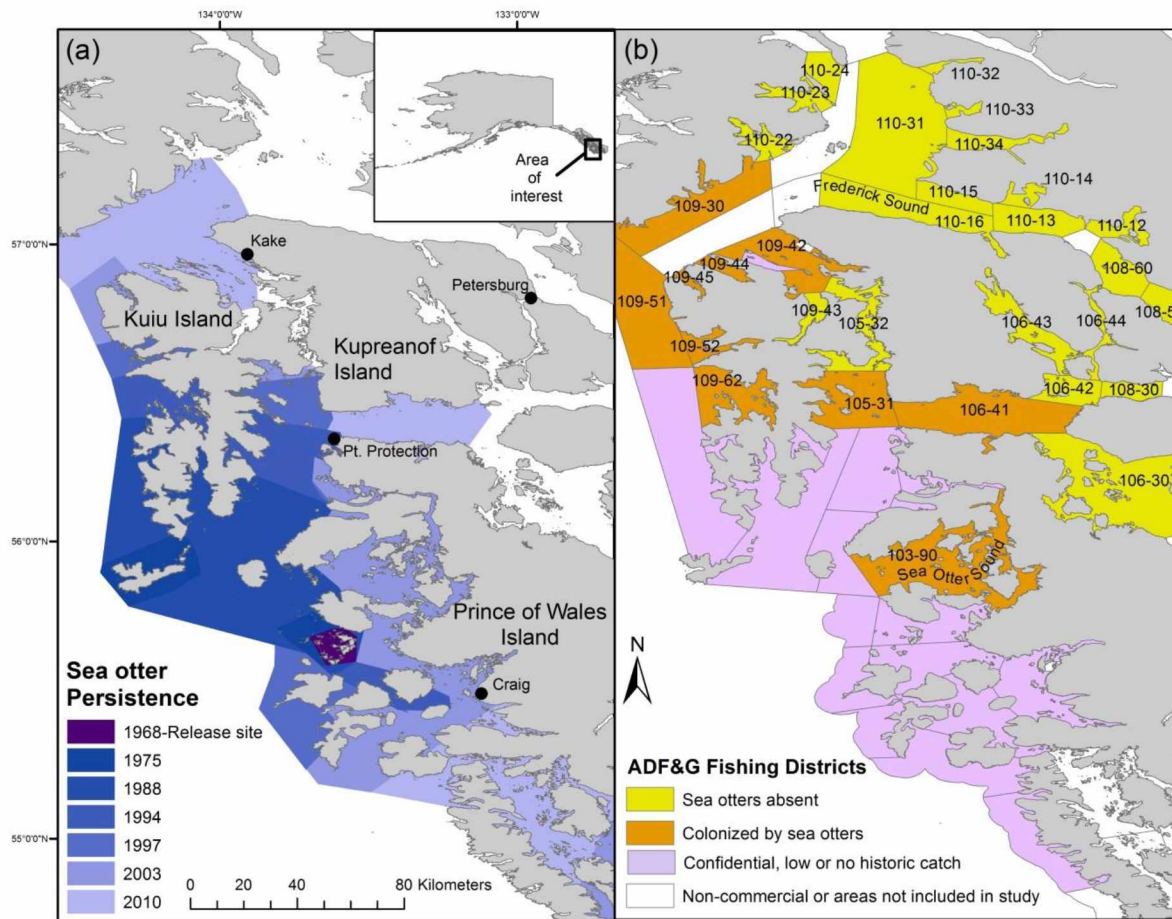 134°0'0"W
133°0'0"W
(a)
(b)
57°0'0"N
56°0'0"N
55°0'0"N
Area
of
interest
Kake
Petersburg
Kuiu Island
Kupreanof
Island
Pt. Protection
Prince of Wales
Island
Craig
Sea otter
Persistence
1968-Release site
1975
1988
1994
1997
2003
2010
0 20 40 80 Kilometers
110-24
110-23
110-32
110-33
110-31
110-22
110-34
110-15
110-14
Frederick Sound
110-16
110-13
110-12
109-30
109-42
109-44
109-45
109-51
109-43
105-32
108-60
108-5
106-43
106-44
109-52
109-62
105-31
106-41
106-42
108-30
106-30
103-90
Sea Otter Sound
N
ADF&G Fishing Districts
Sea otters absent
Colonized by sea otters
Confidential, low or no historic catch
Non-commercial or areas not included in study